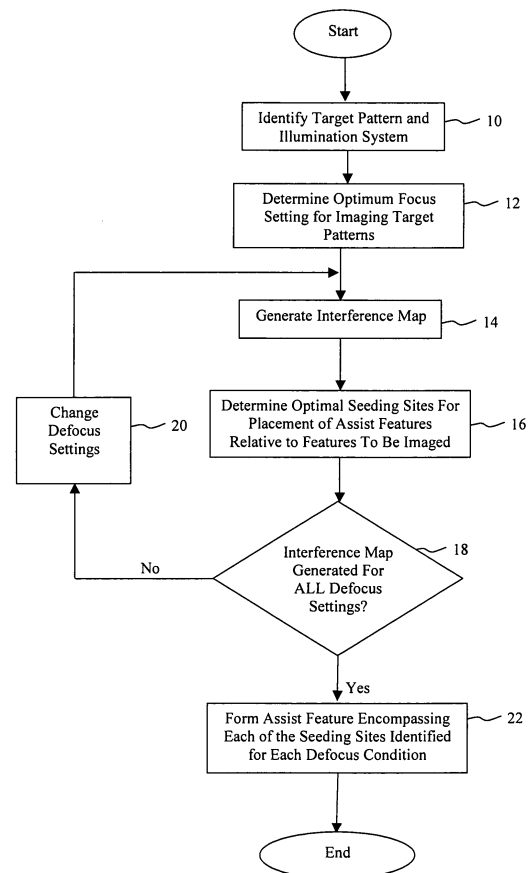 Start
Identify Target Pattern and
Illumination System
10
Determine Optimum Focus
Setting for Imaging Target
Patterns
12
Generate Interference Map
14
Determine Optimal Seeding Sites For
Placement of Assist Features
Relative to Features To be Imaged
16
Change
Defocus
Settings
20
Interference Map
Generated For
ALL Defocus
Settings?
18
No
Yes
Form Assist Feature Encompassing
Each of the Seeding Sites Identified
for Each Defocus Condition
22
End